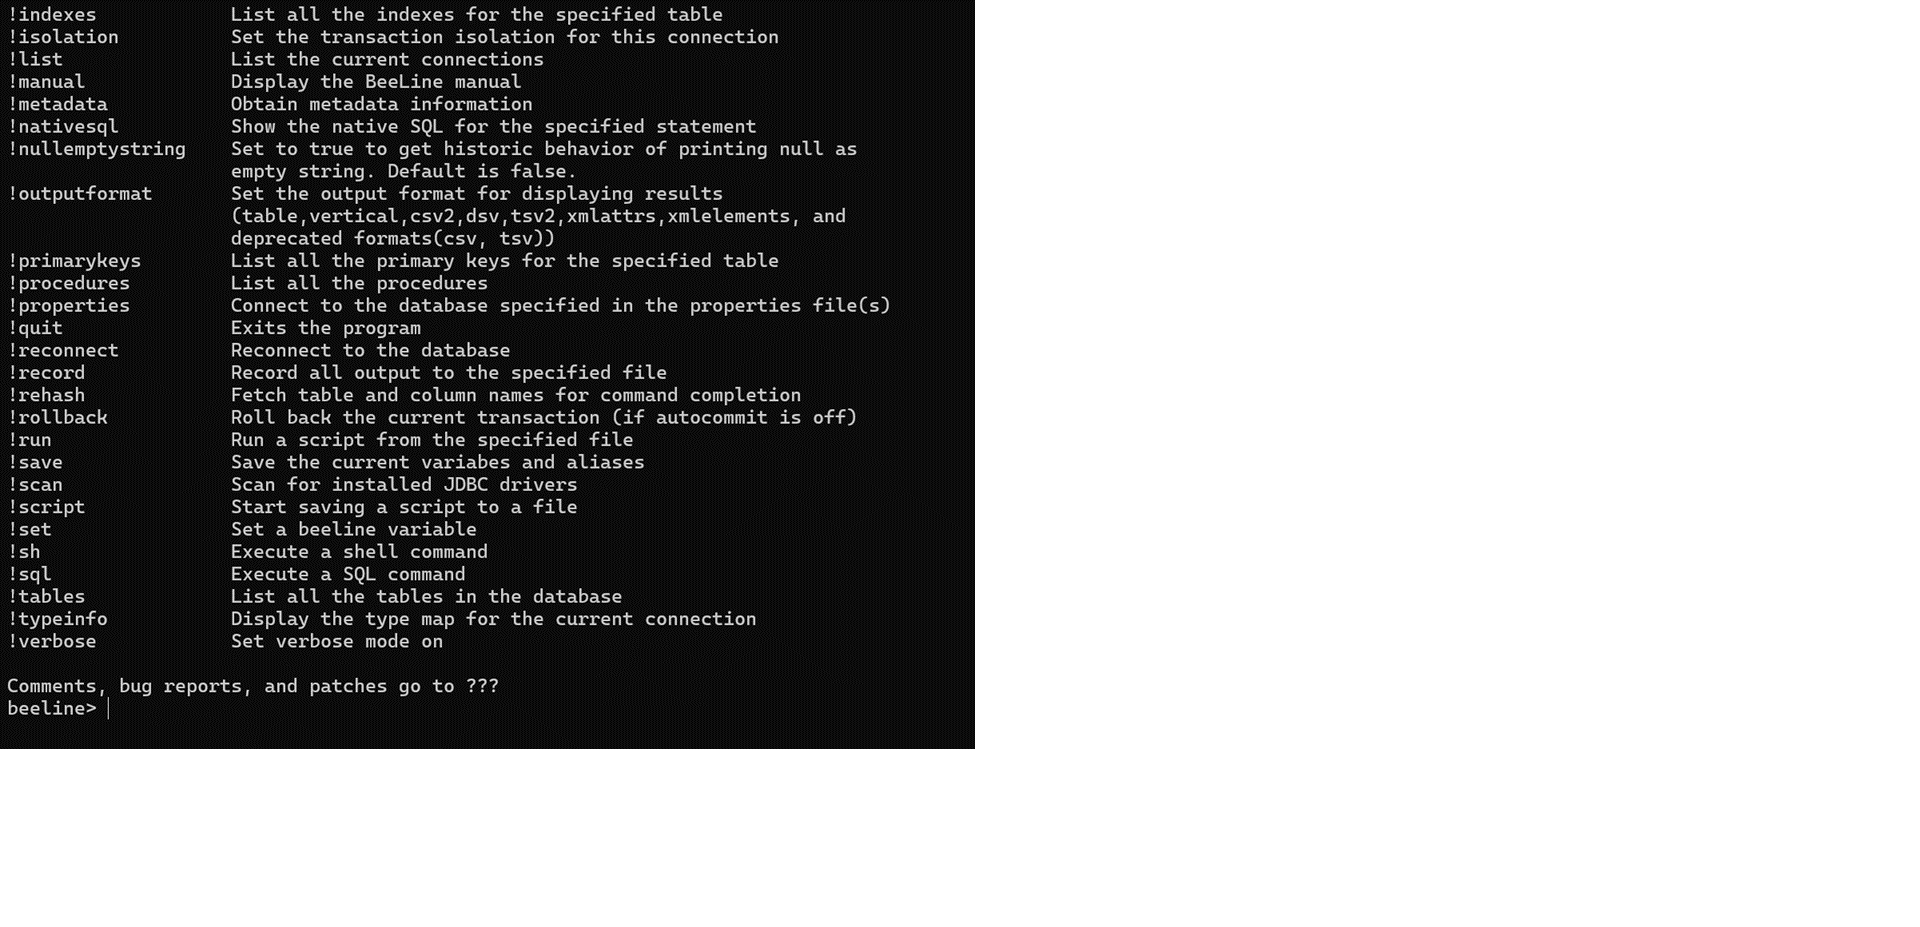 !indexes            List all the indexes for the specified table
!isolation          Set the transaction isolation for this connection
!list               List the current connections
!manual             Display the BeeLine manual
!metadata           Obtain metadata information
!nativesql          Show the native SQL for the specified statement
!nullemptystring    Set to true to get historic behavior of printing null as
                    empty string. Default is false.
!outputformat       Set the output format for displaying results
                    (table,vertical,csv2,dsv,tsv2,xmlattrs,xmlelements, and
                    deprecated formats(csv, tsv))
!primarykeys        List all the primary keys for the specified table
!procedures         List all the procedures
!properties         Connect to the database specified in the properties file(s)
!quit               Exits the program
!reconnect          Reconnect to the database
!record             Record all output to the specified file
!rehash             Fetch table and column names for command completion
!rollback           Roll back the current transaction (if autocommit is off)
!run                Run a script from the specified file
!save               Save the current variabes and aliases
!scan               Scan for installed JDBC drivers
!script             Start saving a script to a file
!set                Set a beeline variable
!sh                 Execute a shell command
!sql                Execute a SQL command
!tables             List all the tables in the database
!typeinfo           Display the type map for the current connection
!verbose            Set verbose mode on

Comments, bug reports, and patches go to ???
beeline>